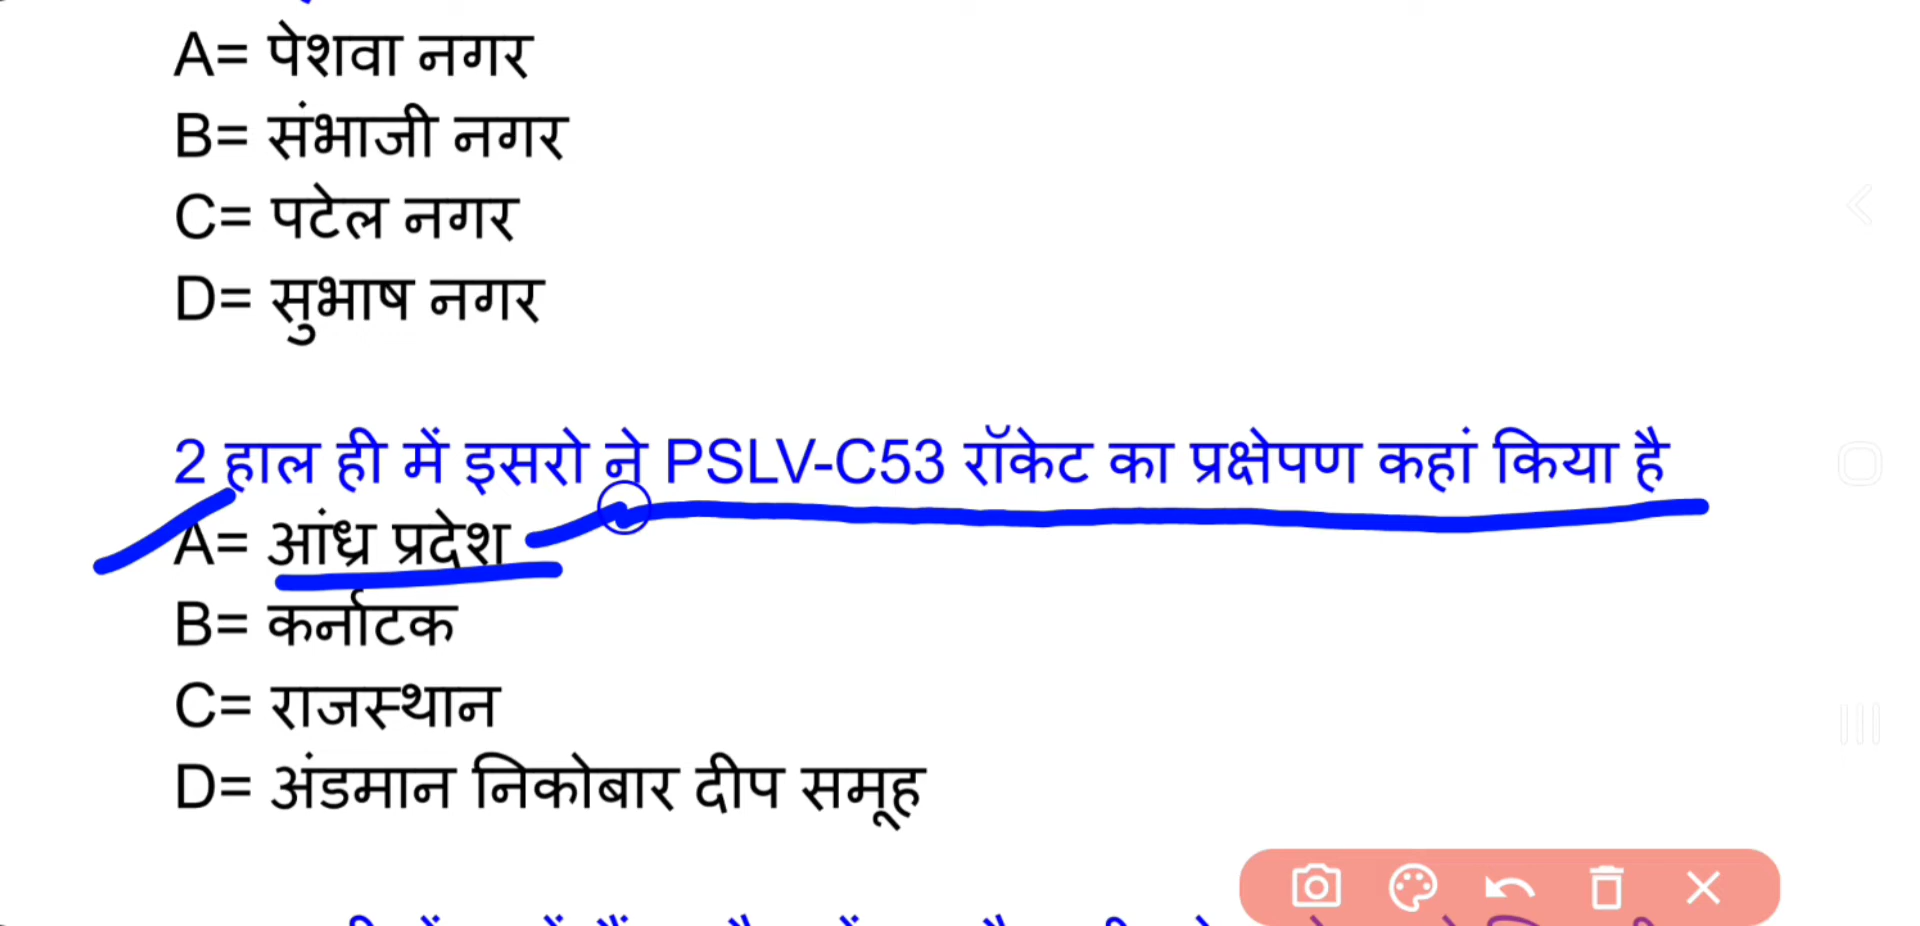 A= पेशवा नगर
B= संभाजी नगर
C= पटेल नगर
D= सुभाष नगर
2 हाल ही में इसरो ने PSLV-C53 रॉकेट का प्रक्षेपण कहां किया है
A= आंध्र प्रदेश
B= कर्नाटक
C= राजस्थान
D= अंडमान निकोबार दीप समूह